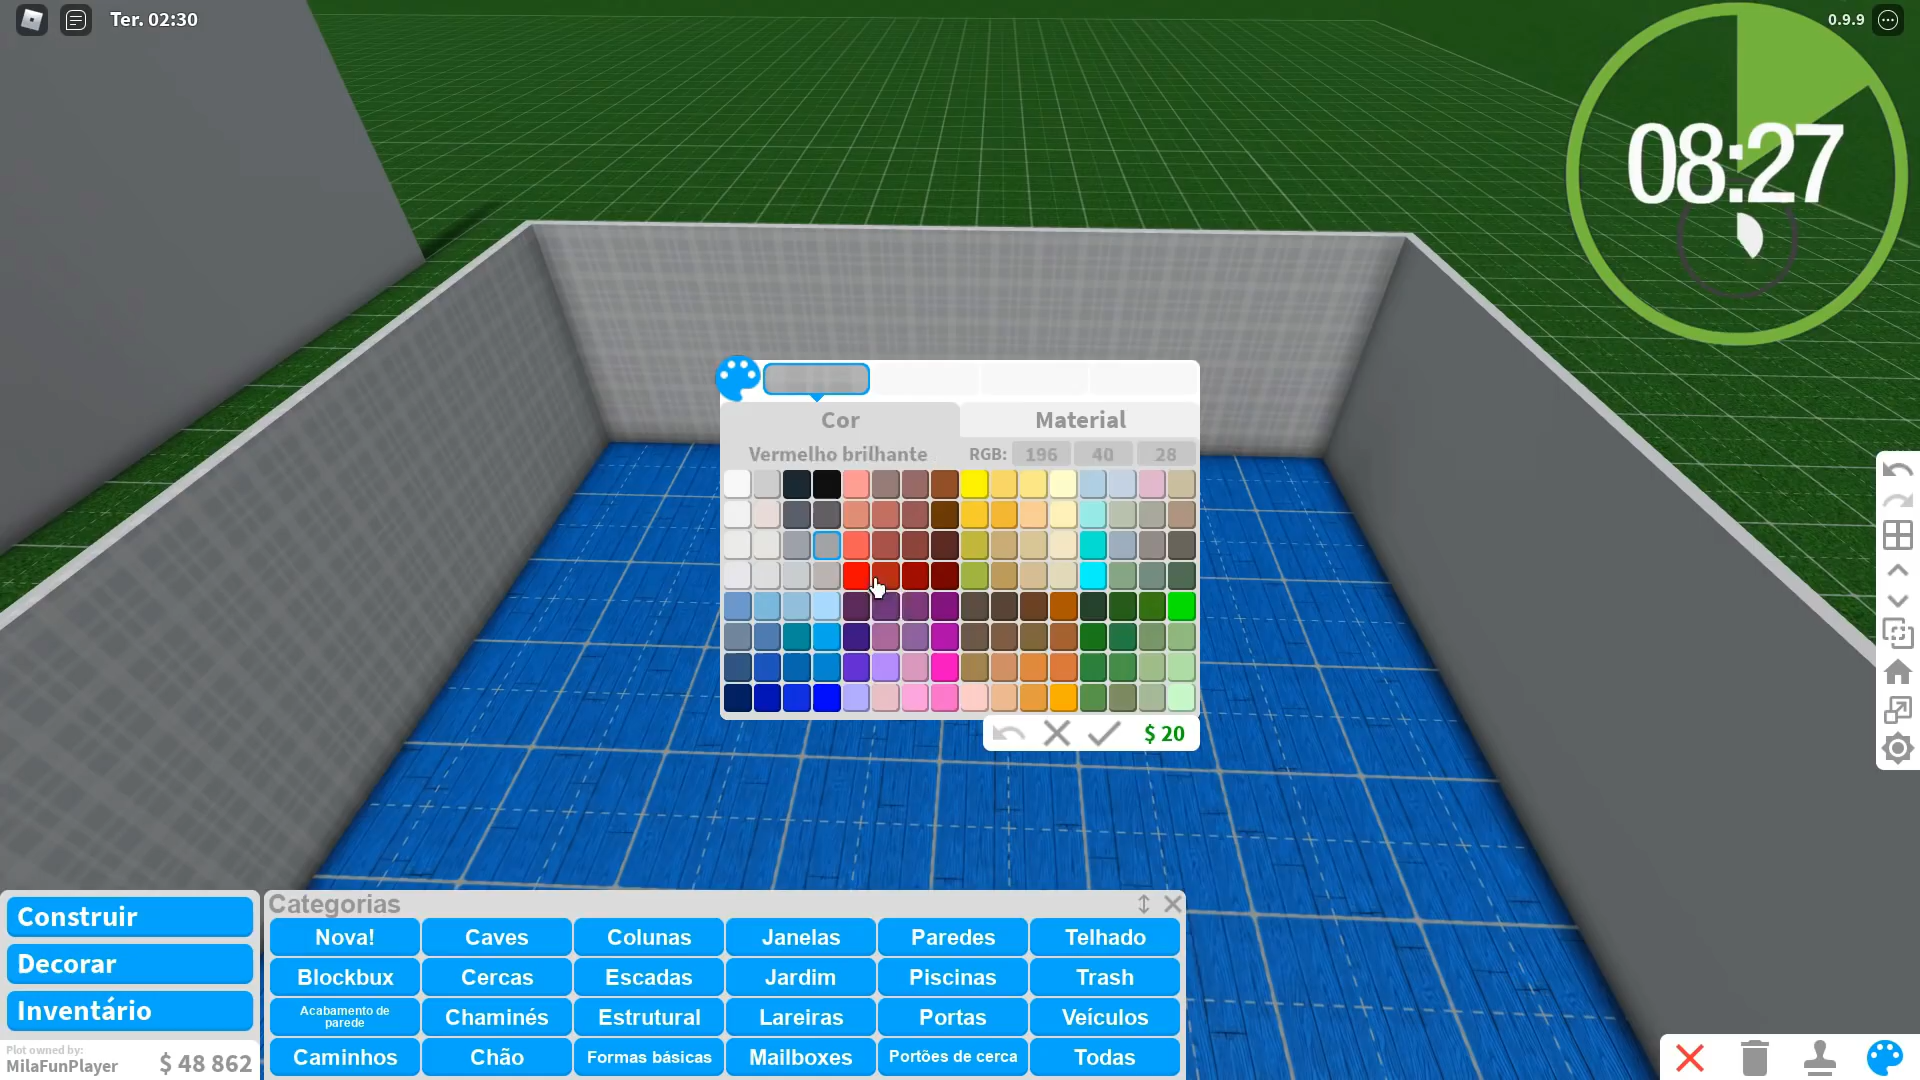 Ter. 02:30
0.9.9
08:27
Cor
Material
Vermelho brilhante
RGB: 196 40 28
$ 20
Construir
Decorar
Inventário
Plot owned by:
MilaFunPlayer
$ 48 862
Categorias
Nova! Caves Colunas Janelas Paredes Telhado
Blockbux Cercas Escadas Jardim Piscinas Trash
Acabamento de
parede
Chaminés Estrutural Lareiras Portas Veículos
Caminhos Chão Formas básicas Mailboxes Portões de cerca Todas